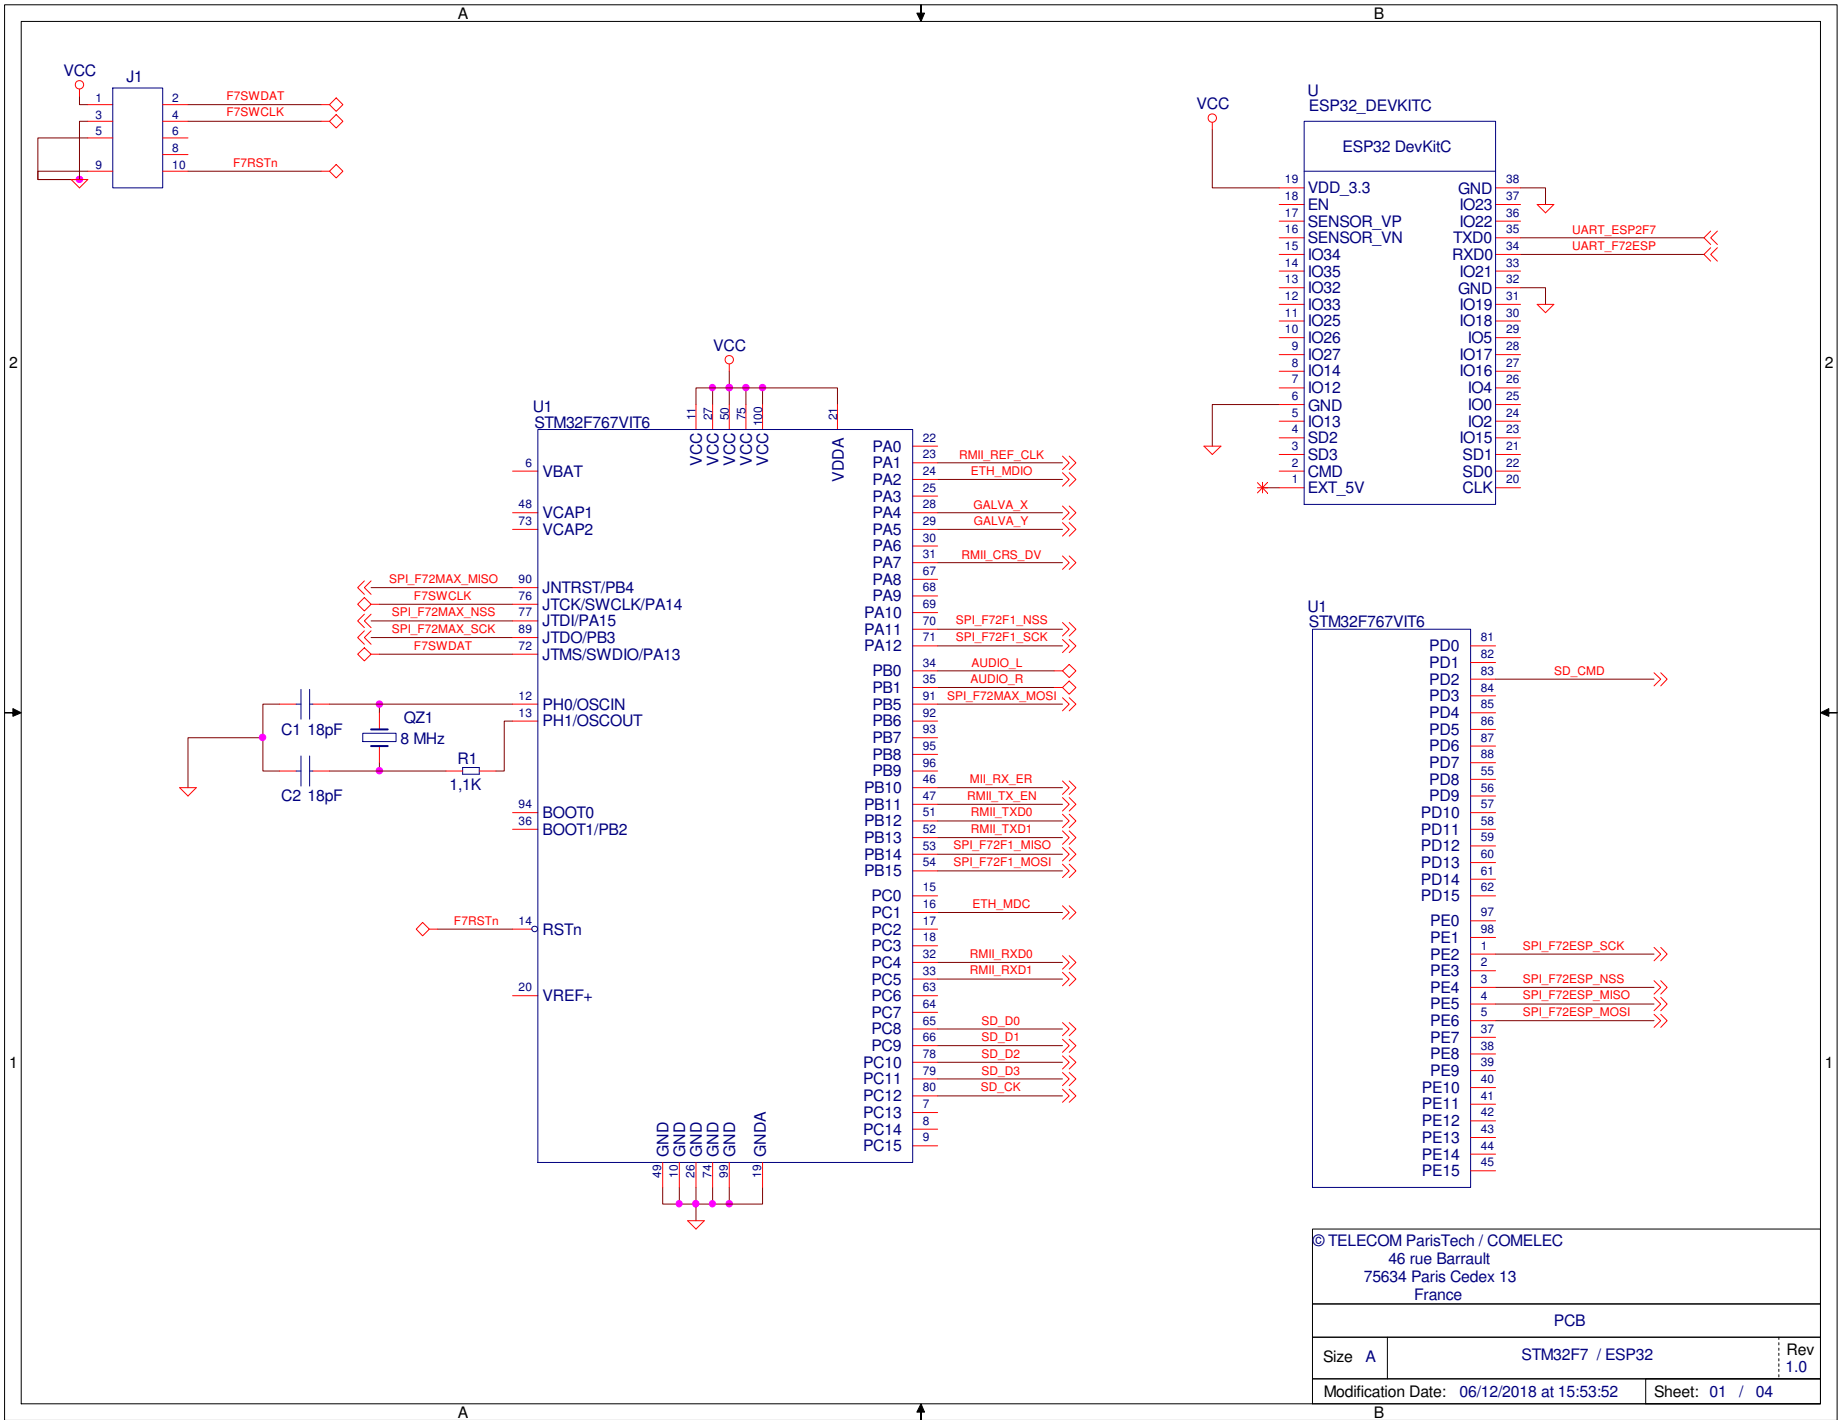 A
B
VCC
J1
1
2
F7SWDAT
3
4
F7SWCLK
5
6
8
9
10
F7RSTn
U
ESP32_DEVKITC
VCC
ESP32 DevKitC
19 VDD_3.3
18 EN
17 SENSOR_VP
16 SENSOR_VN
15 IO34
14 IO35
13 IO32
12 IO33
11 IO25
10 IO26
9 IO27
8 IO14
7 IO12
6 GND
5 IO13
4 SD2
3 SD3
2 CMD
1 EXT_5V
GND 38
IO23 37
IO22 36
TXD0 35 UART_ESP2F7
RXD0 34 UART_F72ESP
IO21 33
GND 32
IO19 31
IO18 30
IO5 29
IO17 28
IO16 27
IO4 26
IO0 25
IO2 24
IO15 23
SD1 21
SD0 22
CLK 20
2
2
VCC
U1
STM32F767VIT6
11 VCC
27 VCC
50 VCC
75 VCC
100 VCC
21 VDDA
6 VBAT
48 VCAP1
73 VCAP2
SPI_F72MAX_MISO 90 JNTRST/PB4
F7SWCLK 76 JTCK/SWCLK/PA14
SPI_F72MAX_NSS 77 JTDI/PA15
SPI_F72MAX_SCK 89 JTDO/PB3
F7SWDAT 72 JTMS/SWDIO/PA13
12 PH0/OSCIN
13 PH1/OSCOUT
C1 18pF
QZ1
8 MHz
R1
1,1K
C2 18pF
94 BOOT0
36 BOOT1/PB2
F7RSTn 14 RSTn
20 VREF+
PA0 22
PA1 23 RMII_REF_CLK
PA2 24 ETH_MDIO
PA3 25
PA4 28 GALVA_X
PA5 29 GALVA_Y
PA6 30
PA7 31 RMII_CRS_DV
PA8 67
PA9 68
PA10 69
PA11 70 SPI_F72F1_NSS
PA12 71 SPI_F72F1_SCK
PB0 34 AUDIO_L
PB1 35 AUDIO_R
PB5 91 SPI_F72MAX_MOSI
PB6 92
PB7 93
PB8 95
PB9 96
PB10 46 MII_RX_ER
PB11 47 RMII_TX_EN
PB12 51 RMII_TXD0
PB13 52 RMII_TXD1
PB14 53 SPI_F72F1_MISO
PB15 54 SPI_F72F1_MOSI
PC0 15
PC1 16 ETH_MDC
PC2 17
PC3 18
PC4 32 RMII_RXD0
PC5 33 RMII_RXD1
PC6 63
PC7 64
PC8 65 SD_D0
PC9 66 SD_D1
PC10 78 SD_D2
PC11 79 SD_D3
PC12 80 SD_CK
PC13 7
PC14 8
PC15 9
GND 49
GND 10
GND 26
GND 74
GND 99
GNDA 19
U1
STM32F767VIT6
PD0 81
PD1 82
PD2 83 SD_CMD
PD3 84
PD4 85
PD5 86
PD6 87
PD7 88
PD8 55
PD9 56
PD10 57
PD11 58
PD12 59
PD13 60
PD14 61
PD15 62
PE0 97
PE1 98
PE2 1 SPI_F72ESP_SCK
PE3 2
PE4 3 SPI_F72ESP_NSS
PE5 4 SPI_F72ESP_MISO
PE6 5 SPI_F72ESP_MOSI
PE7 37
PE8 38
PE9 39
PE10 40
PE11 41
PE12 42
PE13 43
PE14 44
PE15 45
1
1
© TELECOM ParisTech / COMELEC
46 rue Barrault
75634 Paris Cedex 13
France
PCB
Size A
STM32F7 / ESP32
Rev
1.0
Modification Date: 06/12/2018 at 15:53:52
Sheet: 01 / 04
A
B